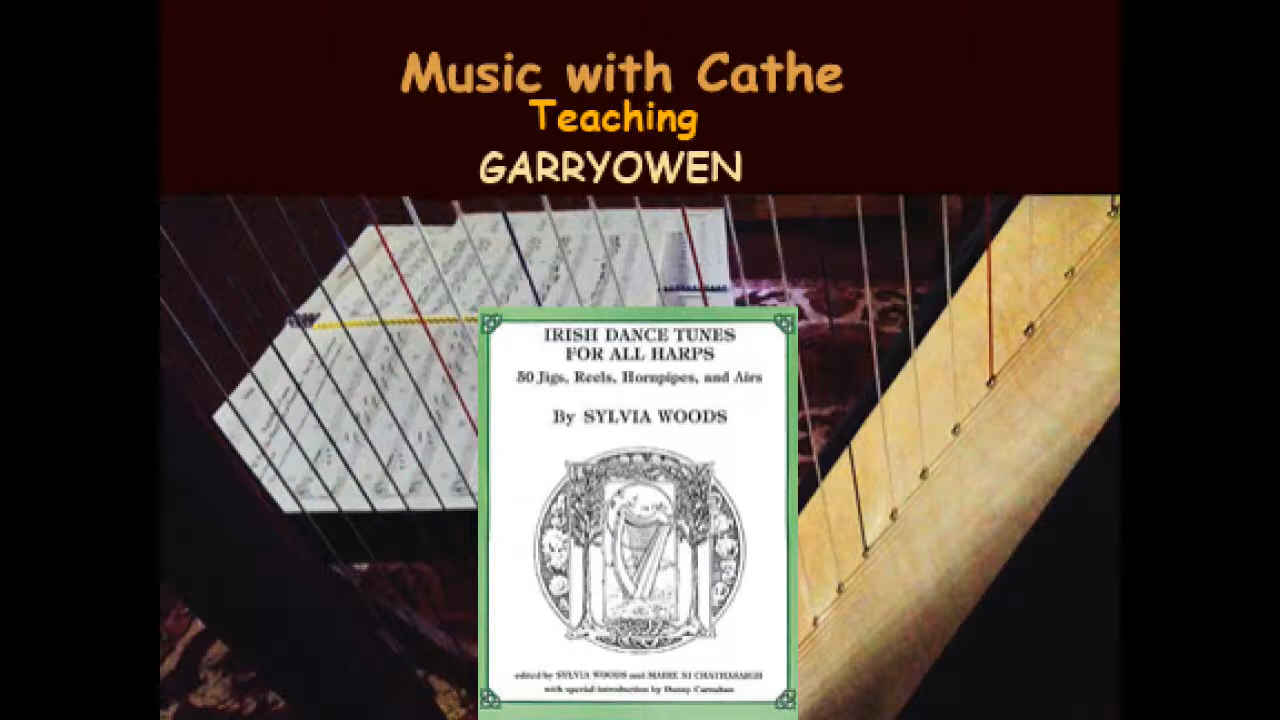 Music with Cathe
Teaching
GARRYOWEN
IRISH DANCE TUNES
FOR ALL HARPS
50 Jigs, Reels, Hornpipes, and Airs
By SYLVIA WOODS
edited by SYLVIA WOODS and MAIRE NI CHATHASAIGH
with special introduction by Danny Carnahan